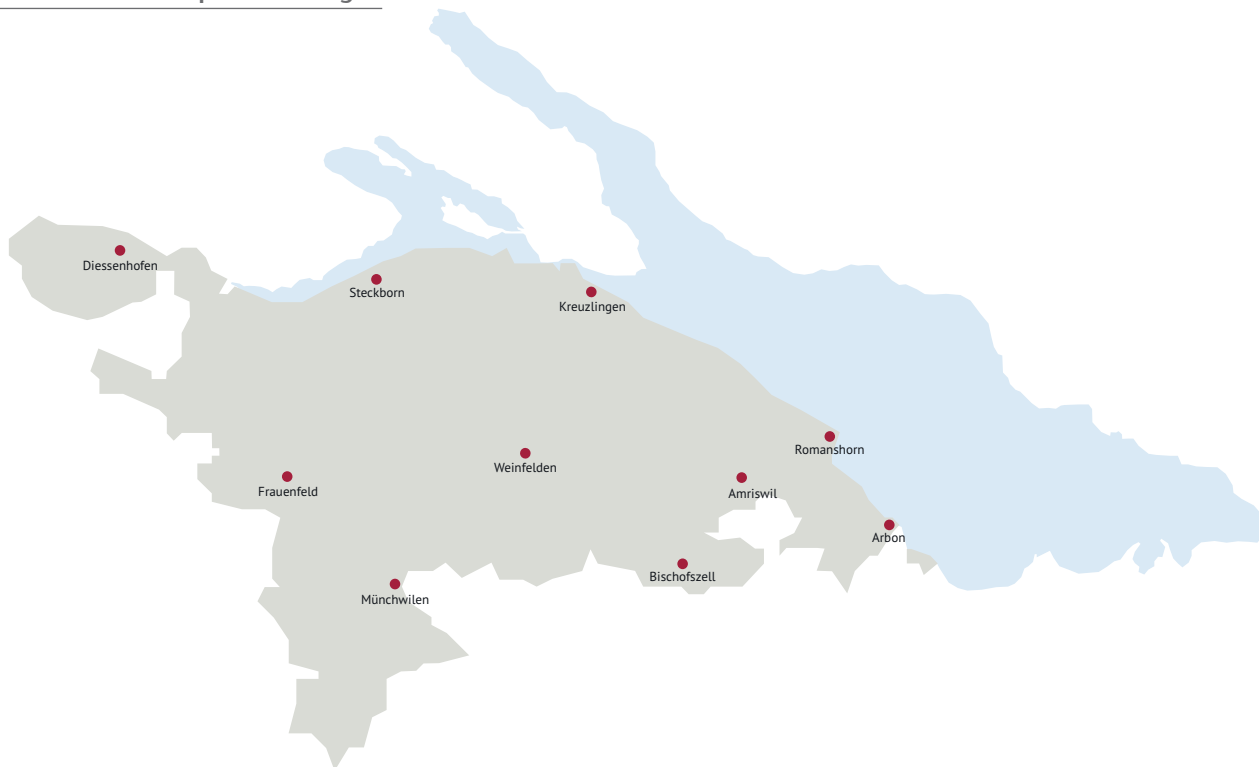 Diessenhofen
Steckborn
Kreuzlingen
Romanshorn
Weinfelden
Frauenfeld
Amriswil
Arbon
Bischofszell
Münchwilen